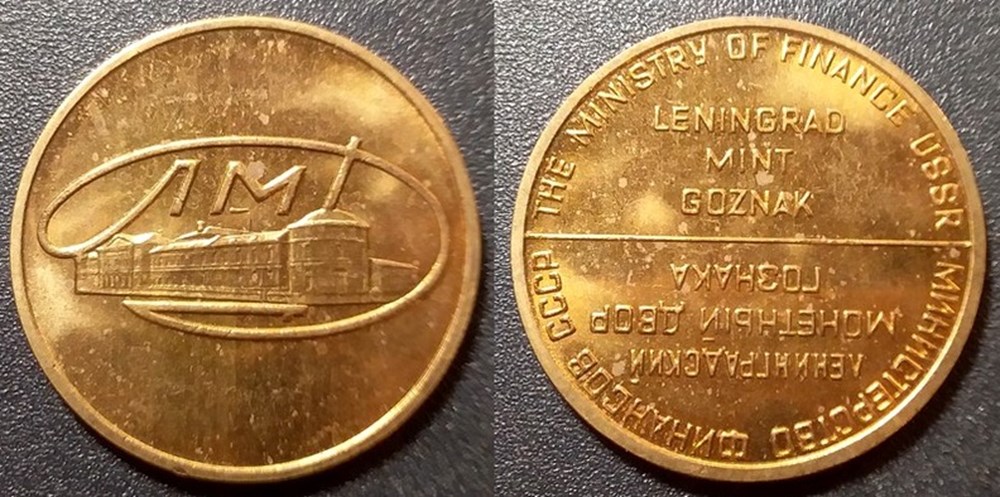 ЛМ
THE MINISTRY OF FINANCE USSR
LENINGRAD
MINT
GOZNAK
МИНИСТЕРСТВО ФИНАНСОВ СССР
ЛЕНИНГРАДСКИЙ
МОНЕТНЫЙ ДВОР
ГОЗНАКА